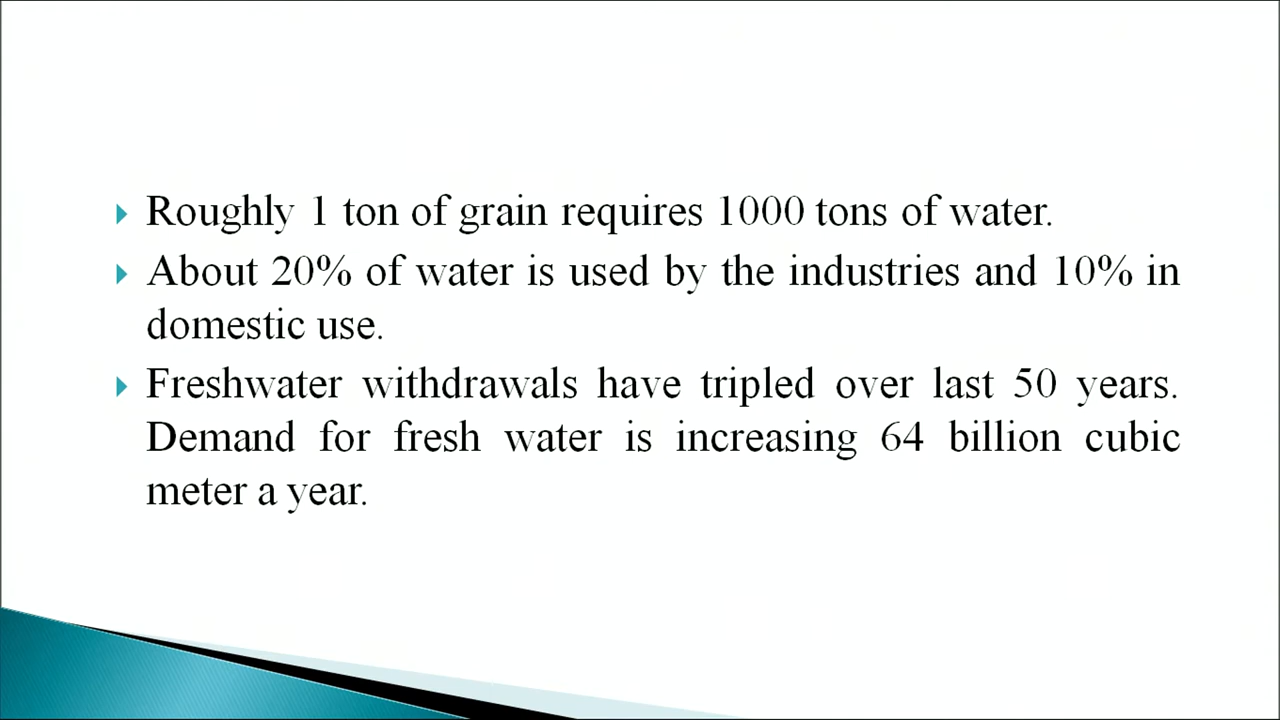 Roughly 1 ton of grain requires 1000 tons of water.
About 20% of water is used by the industries and 10% in
domestic use.
Freshwater withdrawals have tripled over last 50 years.
Demand for fresh water is increasing 64 billion cubic
meter a year.